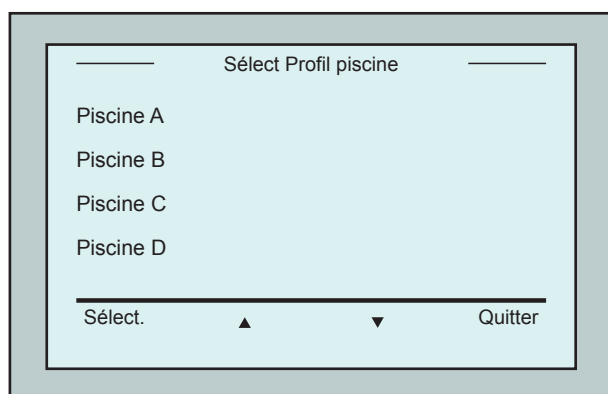 Sélect Profil piscine
Piscine A
Piscine B
Piscine C
Piscine D
Sélect. ▲ ▼ Quitter